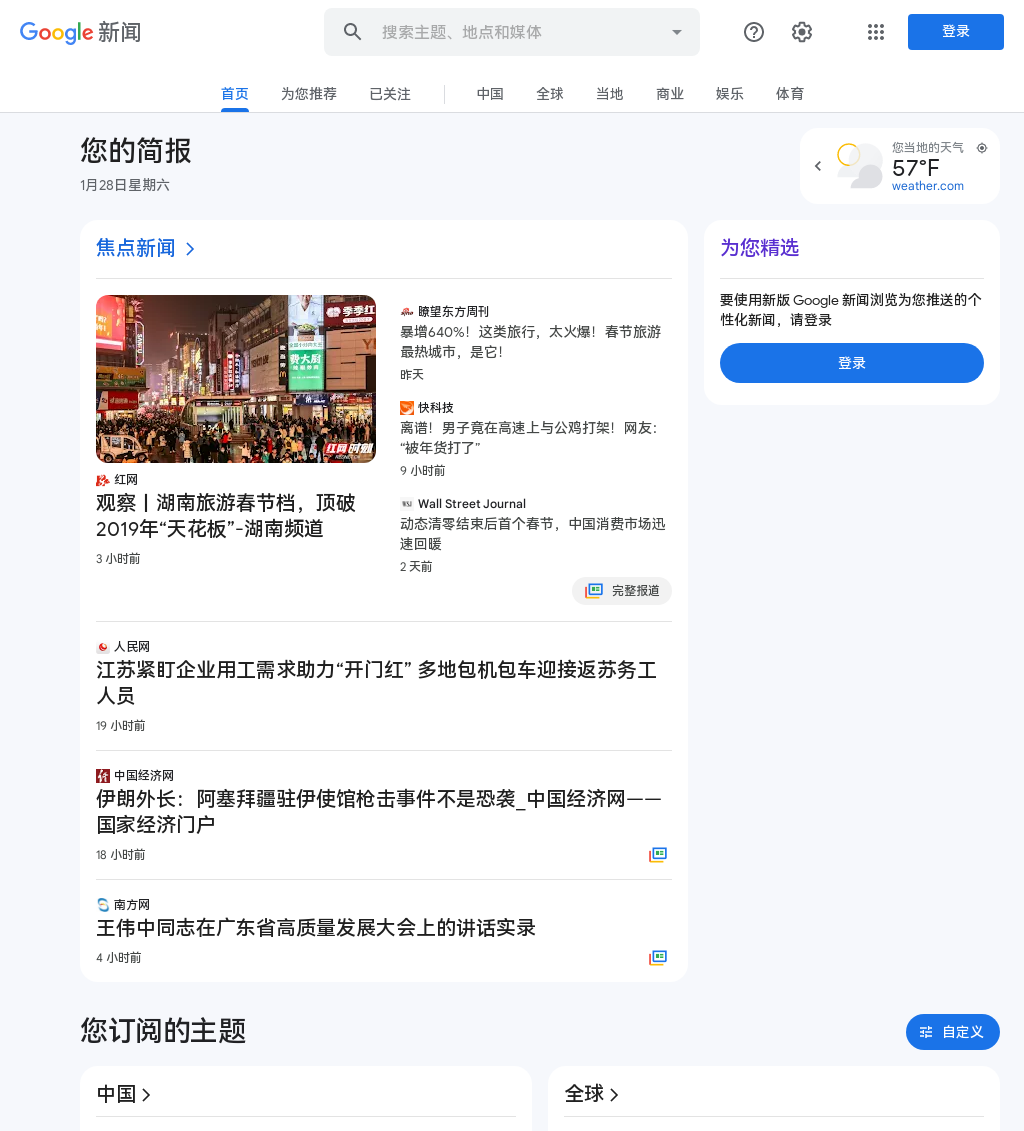 Google 新闻
搜索主题、地点和媒体
登录
首页
为您推荐
已关注
中国
全球
当地
商业
娱乐
体育
您的简报
1月28日星期六
您当地的天气
57°F
weather.com
焦点新闻
红网
观察丨湖南旅游春节档，顶破
2019年“天花板”-湖南频道
3 小时前
瞭望东方周刊
暴增640%！这类旅行，太火爆！春节旅游
最热城市，是它！
昨天
快科技
离谱！男子竟在高速上与公鸡打架！网友：
“被年货打了”
9 小时前
Wall Street Journal
动态清零结束后首个春节，中国消费市场迅
速回暖
2 天前
完整报道
人民网
江苏紧盯企业用工需求助力“开门红” 多地包机包车迎接返苏务工
人员
19 小时前
中国经济网
伊朗外长：阿塞拜疆驻伊使馆枪击事件不是恐袭_中国经济网——
国家经济门户
18 小时前
南方网
王伟中同志在广东省高质量发展大会上的讲话实录
4 小时前
为您精选
要使用新版 Google 新闻浏览为您推送的个
性化新闻，请登录
登录
您订阅的主题
自定义
中国
全球